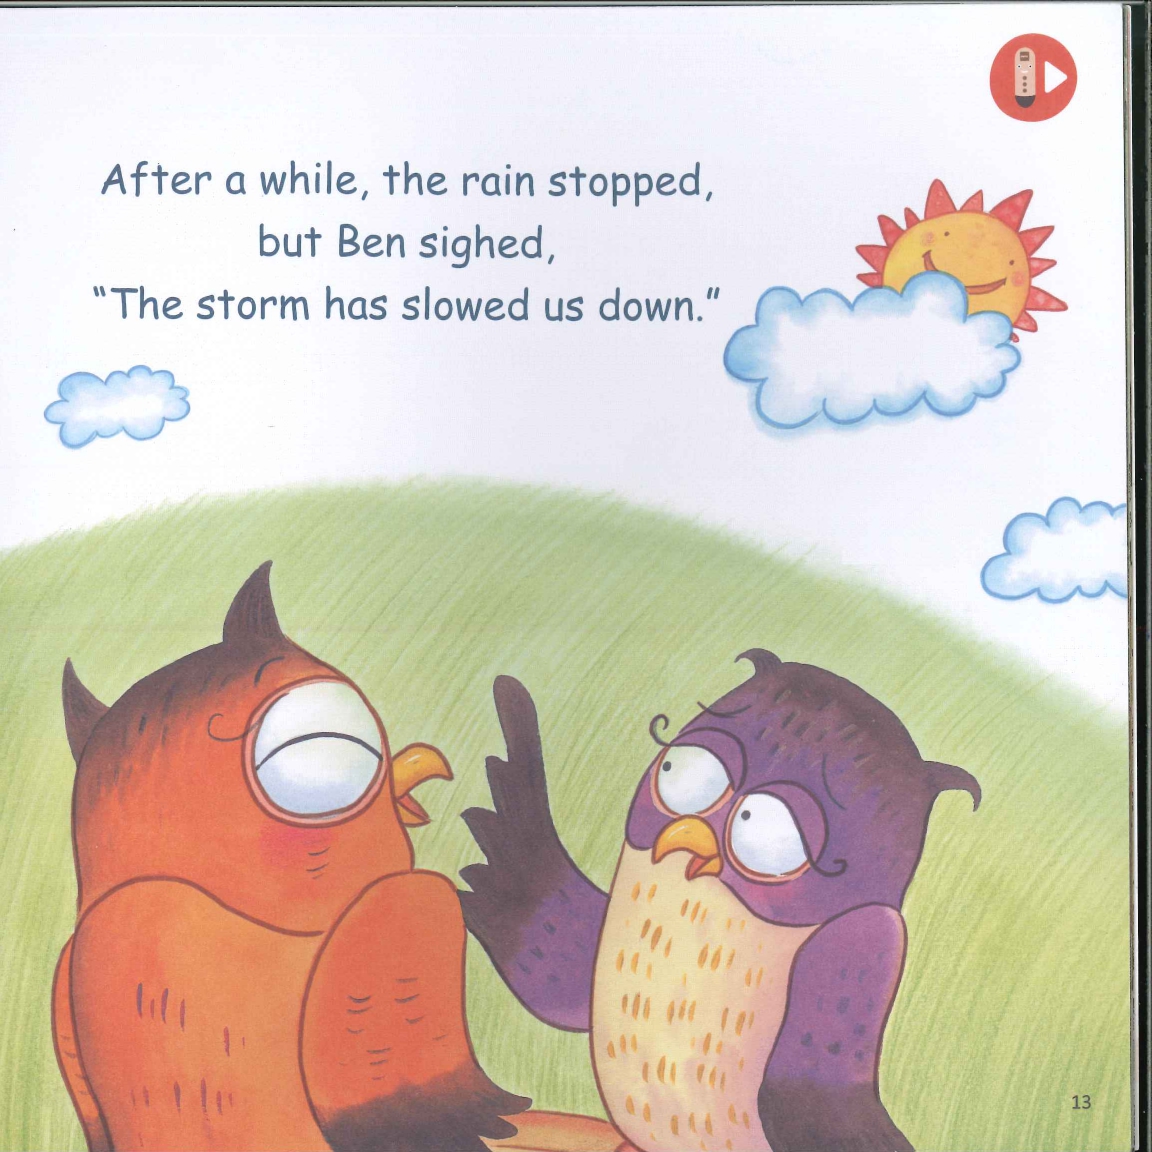 After a while, the rain stopped,
but Ben sighed,
“The storm has slowed us down.”
13